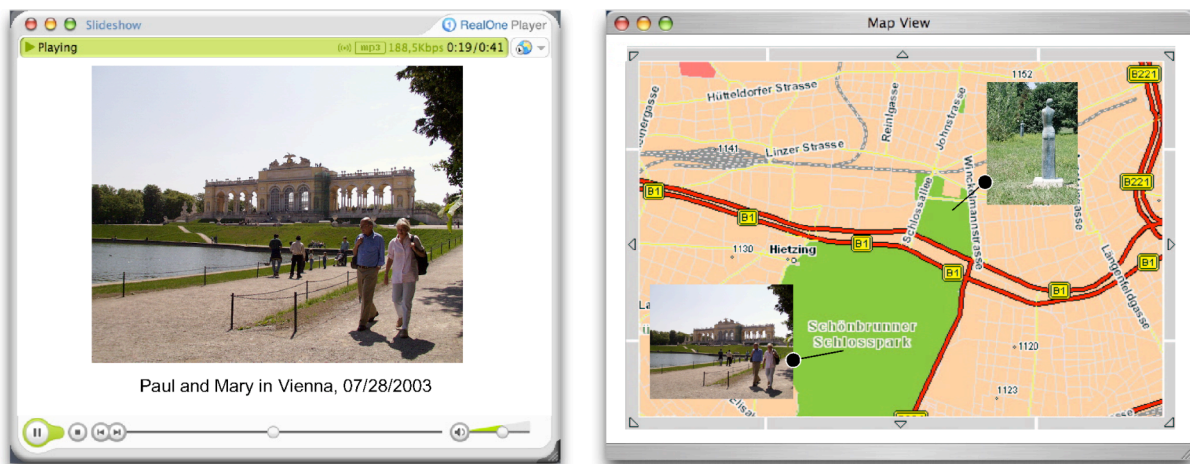 Slideshow
RealOne Player
Playing
mp3 188,5Kbps 0:19/0:41
Paul and Mary in Vienna, 07/28/2003
Map View
1152
B221
Hütteldorfer Strasse
Reinlgasse
Johnstrasse
1141
Linzer Strasse
Winckelmannstrasse
B221
B1
Schlossallee
B1
B1
1130
Hietzing
B1
B1
B1
Längenfeldgasse
Schönbrunner
Schlosspark
1120
1123